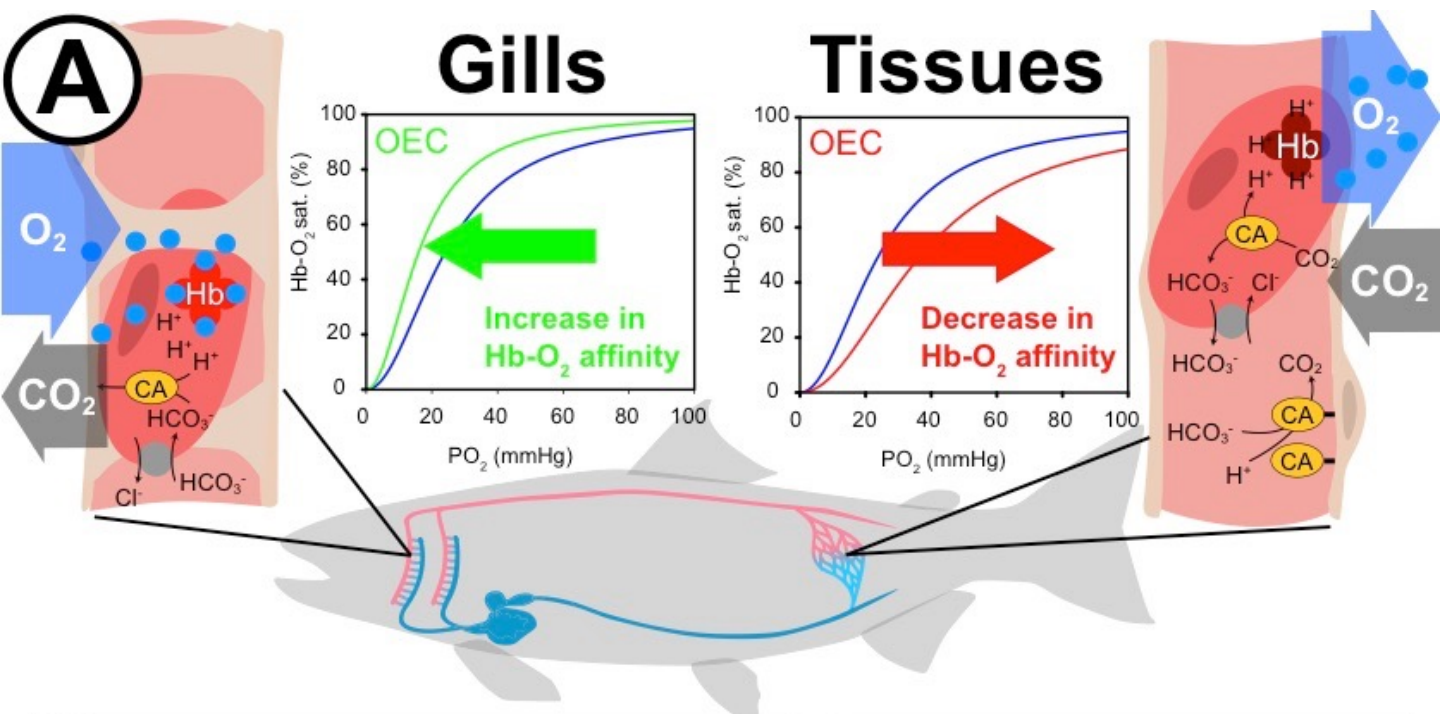 A
Gills
Tissues
O₂
CO₂
Hb
H⁺
H⁺
H⁺
CA
HCO₃⁻
Cl⁻
HCO₃⁻
OEC
Increase in
Hb-O₂ affinity
Hb-O₂ sat. (%)
100
80
60
40
20
0
0 20 40 60 80 100
PO₂ (mmHg)
OEC
Decrease in
Hb-O₂ affinity
Hb-O₂ sat. (%)
100
80
60
40
20
0
0 20 40 60 80 100
PO₂ (mmHg)
H⁺
H⁺ Hb
H⁺ H⁺
CA
CO₂
HCO₃⁻ Cl⁻
HCO₃⁻
CO₂
CA
HCO₃⁻
H⁺
CA
O₂
CO₂